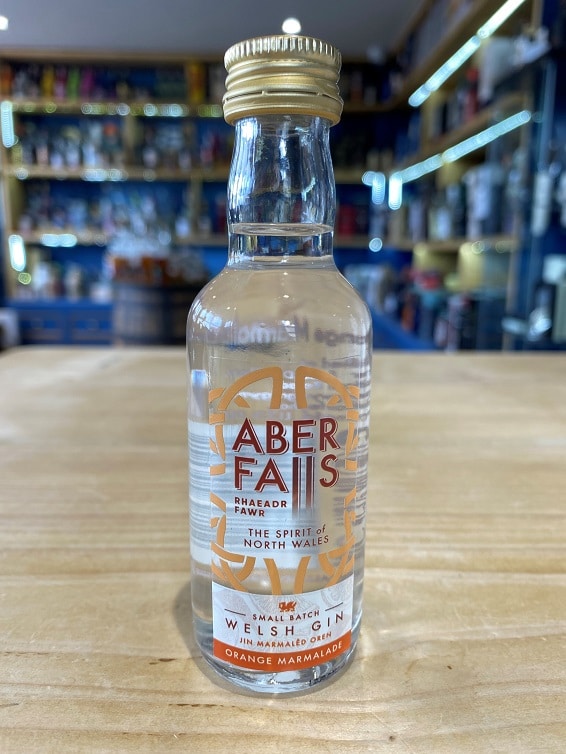 ABER
FALLS
RHAEADR
FAWR
THE SPIRIT of
NORTH WALES
SMALL BATCH
WELSH GIN
JIN MARMALÊD OREN
ORANGE MARMALADE